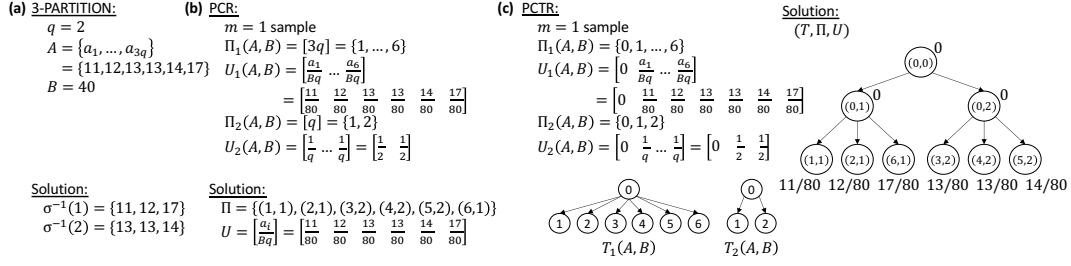 (a) 3-PARTITION:
q = 2
A = {a₁, …, a₃q}
= {11,12,13,13,14,17}
B = 40
Solution:
σ⁻¹(1) = {11, 12, 17}
σ⁻¹(2) = {13, 13, 14}
(b) PCR:
m = 1 sample
Π₁(A, B) = [3q] = {1, …, 6}
U₁(A, B) = [a₁/Bq … a₆/Bq]
= [11/80 12/80 13/80 13/80 14/80 17/80]
Π₂(A, B) = [q] = {1, 2}
U₂(A, B) = [1/q … 1/q] = [1/2 1/2]
Solution:
Π = {(1, 1), (2,1), (3,2), (4,2), (5,2), (6,1)}
U = [aᵢ/Bq] = [11/80 12/80 13/80 13/80 14/80 17/80]
(c) PCTR:
m = 1 sample
Π₁(A, B) = {0, 1, …, 6}
U₁(A, B) = [0 a₁/Bq … a₆/Bq]
= [0 11/80 12/80 13/80 13/80 14/80 17/80]
Π₂(A, B) = {0, 1, 2}
U₂(A, B) = [0 1/q … 1/q] = [0 1/2 1/2]
0
1 2 3 4 5 6
T₁(A, B)
0
1 2
T₂(A, B)
Solution:
(T, Π, U)
(0,0) 0
(0,1) 0 (0,2) 0
(1,1) (2,1) (6,1) (3,2) (4,2) (5,2)
11/80 12/80 17/80 13/80 13/80 14/80